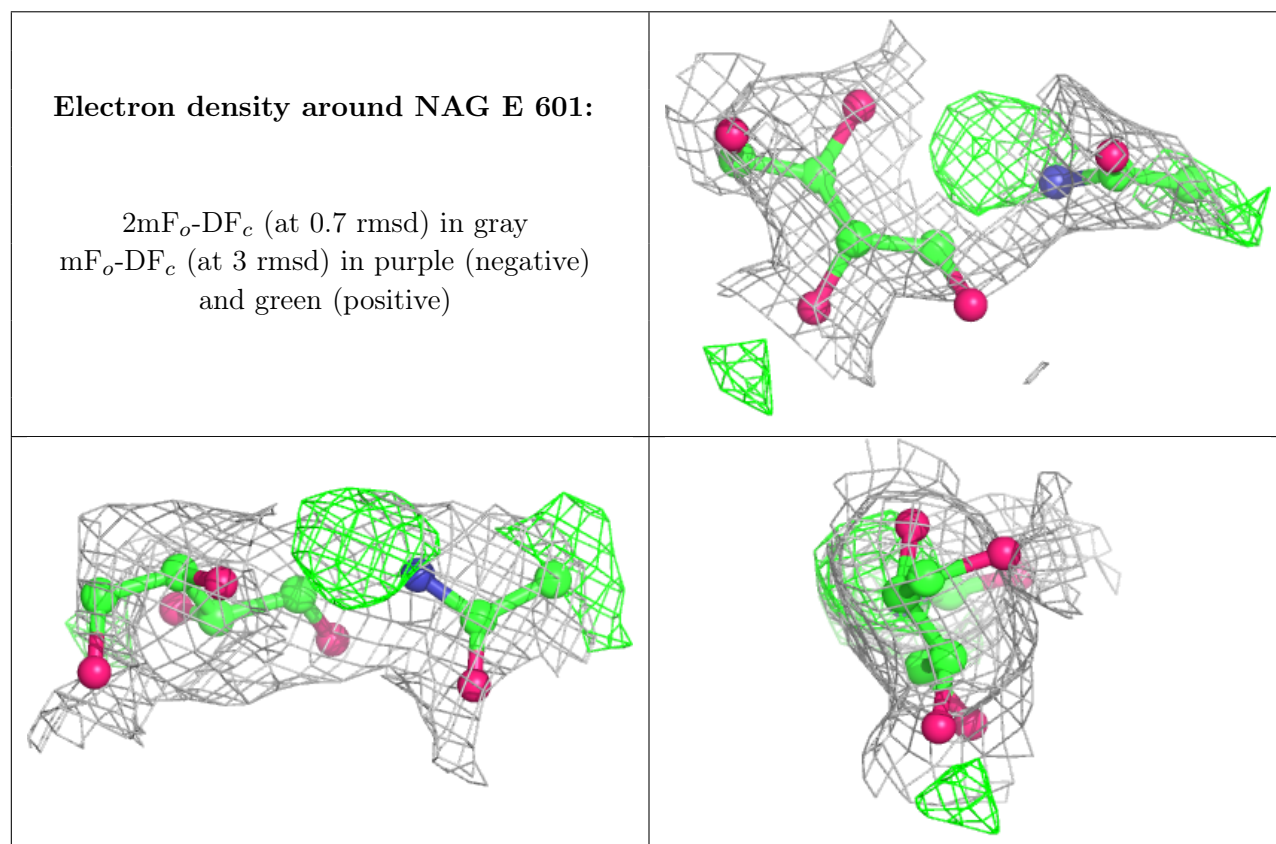 Electron density around NAG E 601:
2mFo-DFc (at 0.7 rmsd) in gray
mFo-DFc (at 3 rmsd) in purple (negative)
and green (positive)